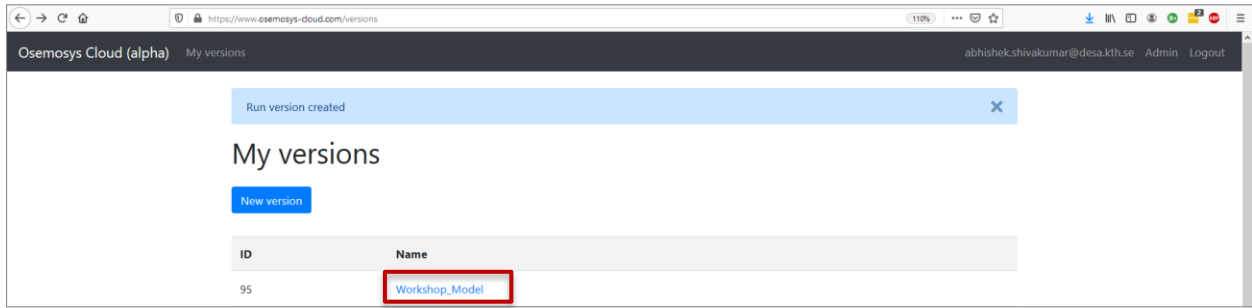 https://www.osemosys-cloud.com/versions 110% 2
Osemosys Cloud (alpha) My versions abhishek.shivakumar@desa.kth.se Admin Logout
Run version created
My versions
New version
ID Name
95 Workshop_Model